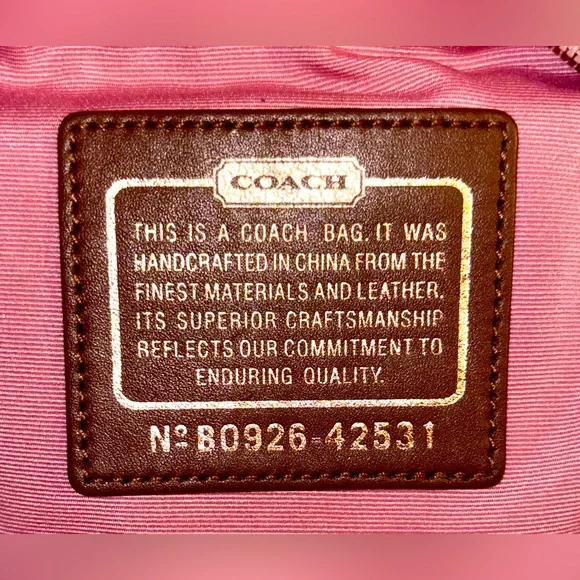 COACH
THIS IS A COACH BAG. IT WAS
HANDCRAFTED IN CHINA FROM THE
FINEST MATERIALS AND LEATHER.
ITS SUPERIOR CRAFTSMANSHIP
REFLECTS OUR COMMITMENT TO
ENDURING QUALITY.
Nº B0926-42531